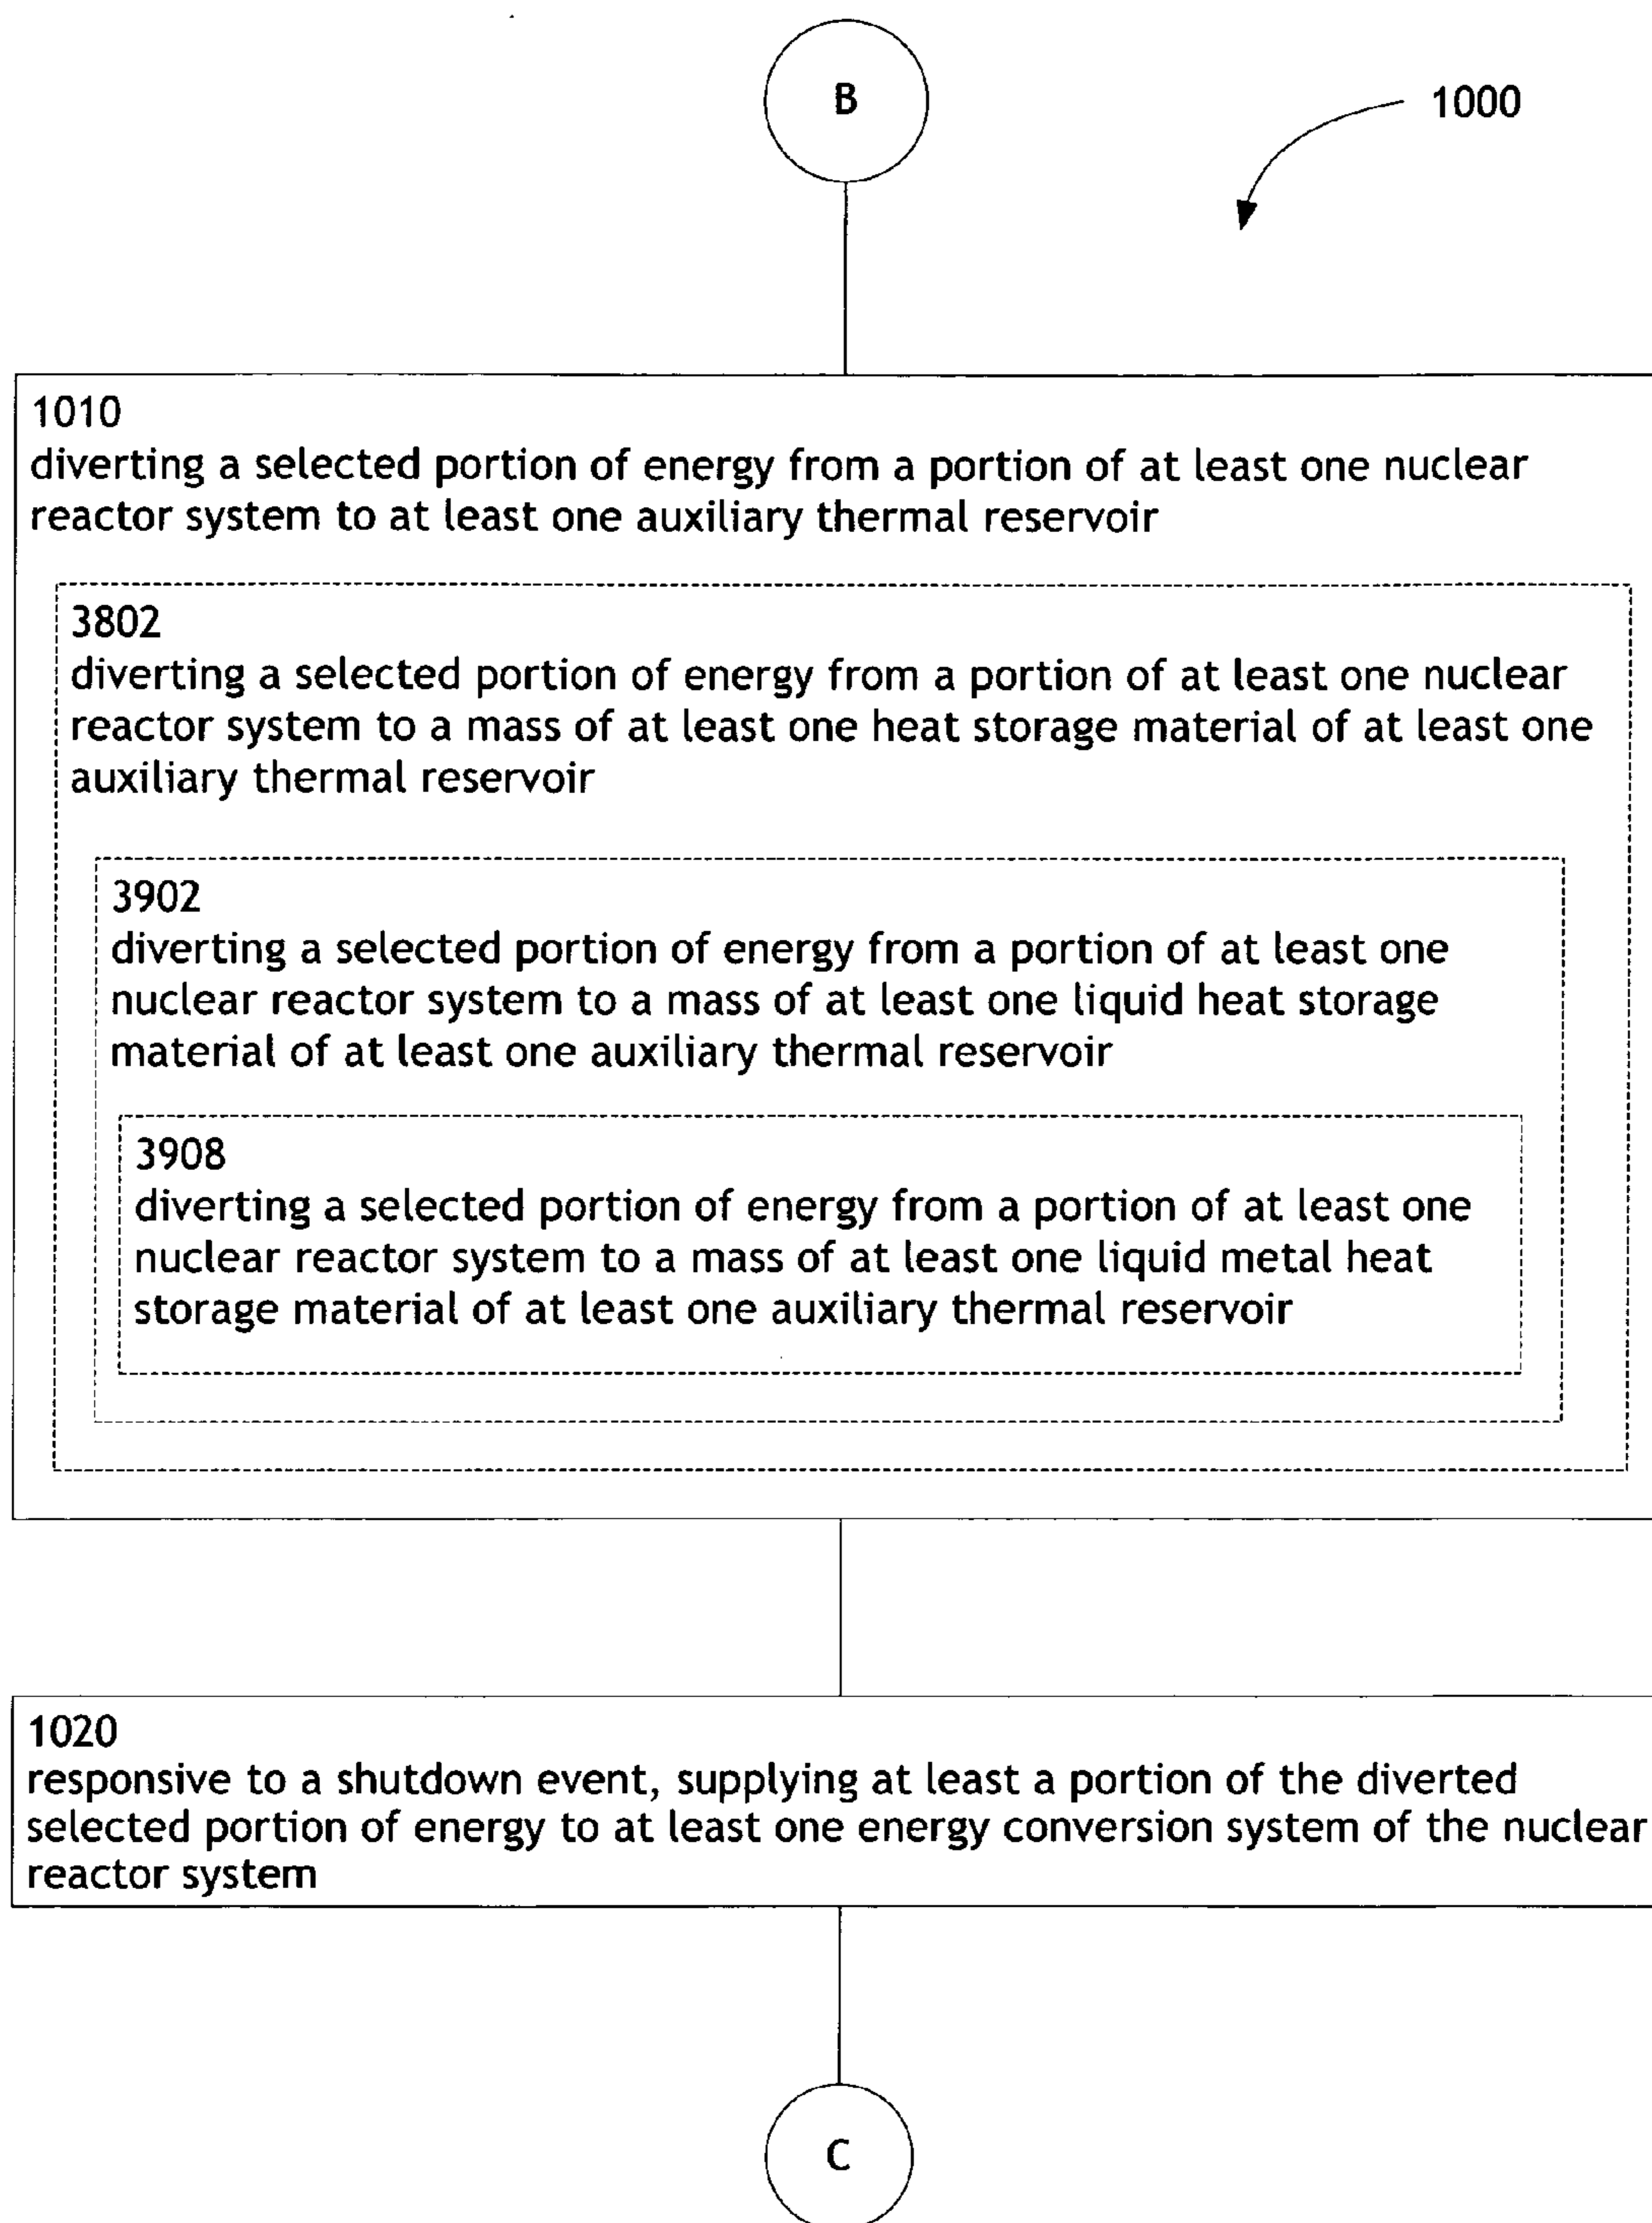 B
1000
1010
diverting a selected portion of energy from a portion of at least one nuclear
reactor system to at least one auxiliary thermal reservoir
3802
diverting a selected portion of energy from a portion of at least one nuclear
reactor system to a mass of at least one heat storage material of at least one
auxiliary thermal reservoir
3902
diverting a selected portion of energy from a portion of at least one
nuclear reactor system to a mass of at least one liquid heat storage
material of at least one auxiliary thermal reservoir
3908
diverting a selected portion of energy from a portion of at least one
nuclear reactor system to a mass of at least one liquid metal heat
storage material of at least one auxiliary thermal reservoir
1020
responsive to a shutdown event, supplying at least a portion of the diverted
selected portion of energy to at least one energy conversion system of the nuclear
reactor system
C